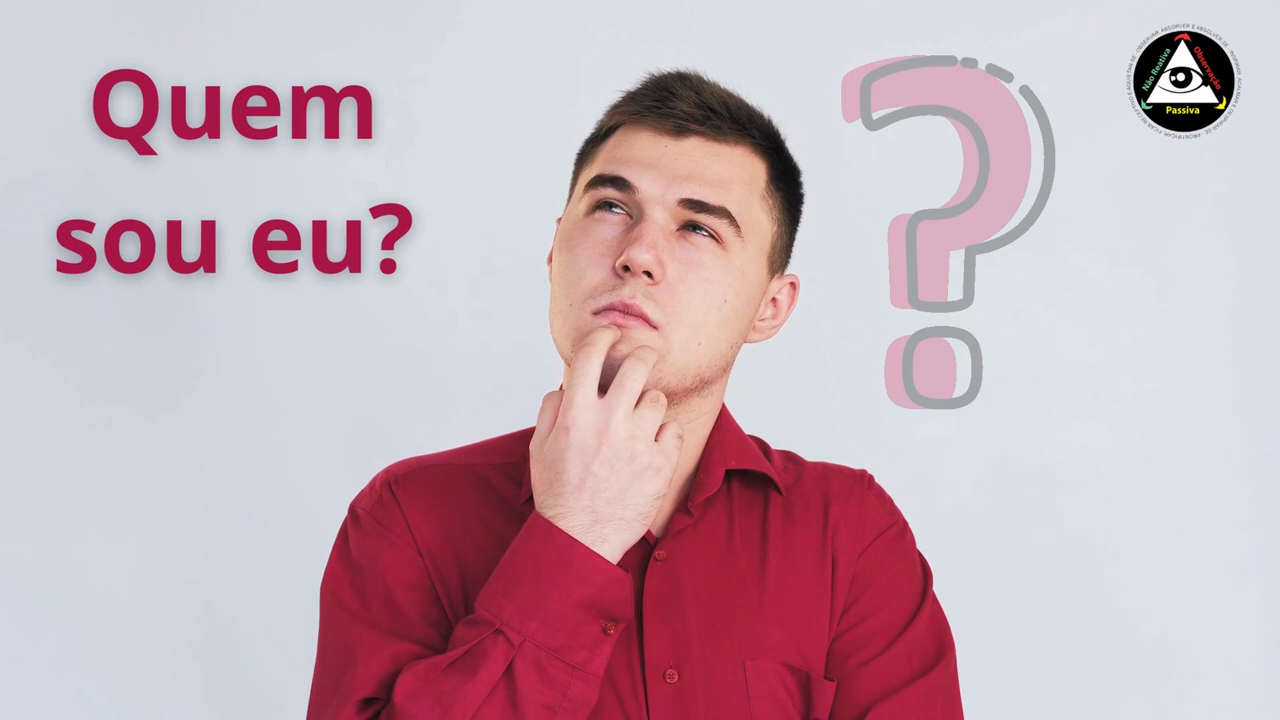 Quem
sou eu?
Não Reativa
Observação
Passiva